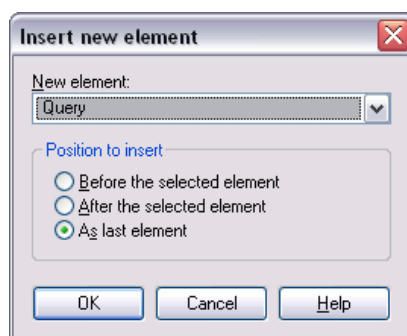 Insert new element
New element:
Query
Position to insert
Before the selected element
After the selected element
As last element
OK Cancel Help